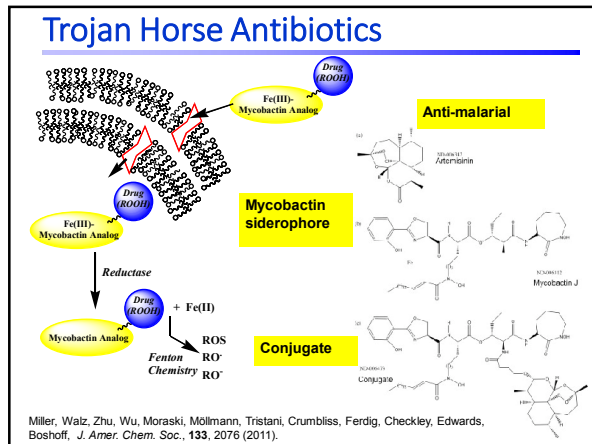 Trojan Horse Antibiotics
Drug
(ROOH)
Fe(III)-
Mycobactin Analog
Drug
(ROOH)
Fe(III)-
Mycobactin Analog
Reductase
Drug
(ROOH)
Mycobactin Analog
+ Fe(II)
Fenton
Chemistry
ROS
RO-
RO-
Anti-malarial
Artemisinin
Mycobactin
siderophore
Mycobactin J
Conjugate
Conjugate
Miller, Walz, Zhu, Wu, Moraski, Möllmann, Tristani, Crumbliss, Ferdig, Checkley, Edwards,
Boshoff, J. Amer. Chem. Soc., 133, 2076 (2011).